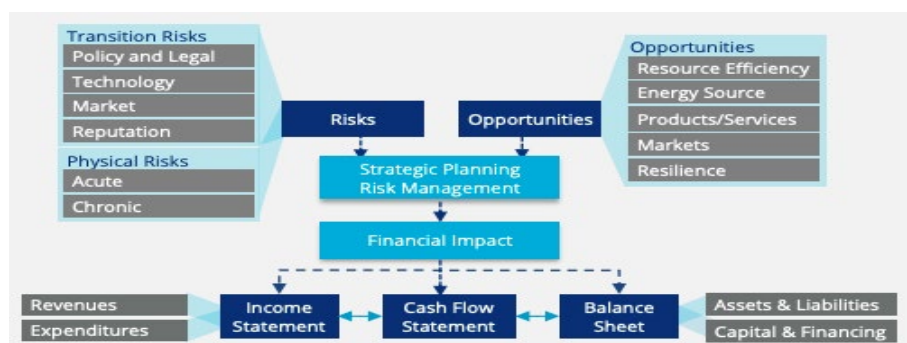 Transition Risks
Policy and Legal
Technology
Market
Reputation
Physical Risks
Acute
Chronic
Risks
Opportunities
Opportunities
Resource Efficiency
Energy Source
Products/Services
Markets
Resilience
Strategic Planning
Risk Management
Financial Impact
Revenues
Expenditures
Income
Statement
Cash Flow
Statement
Balance
Sheet
Assets & Liabilities
Capital & Financing